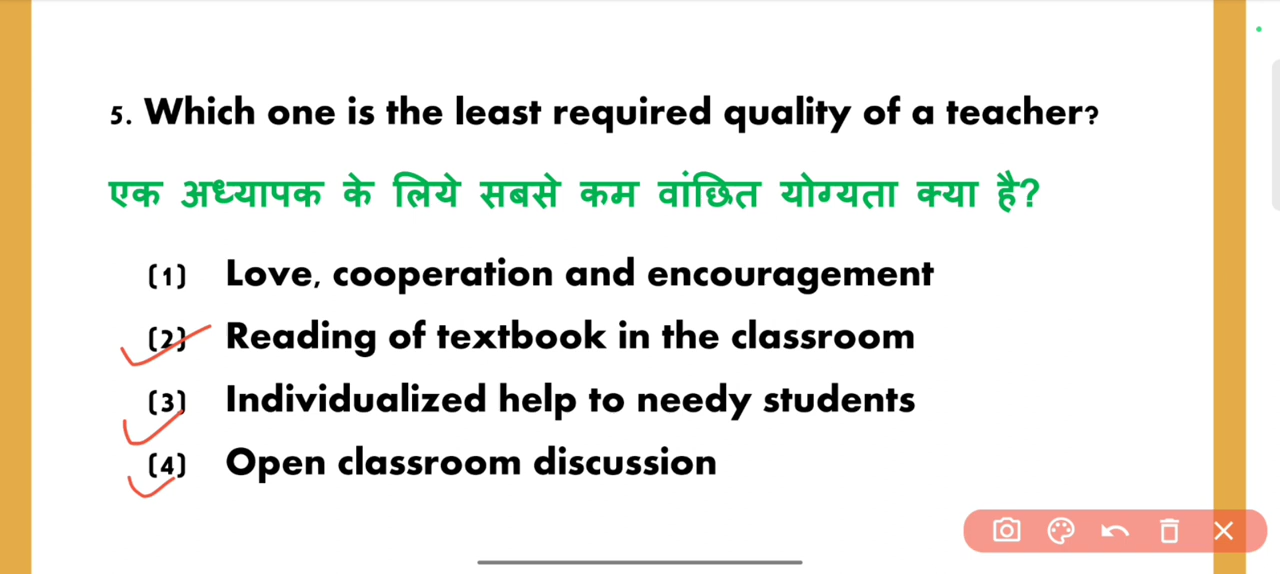 5. Which one is the least required quality of a teacher?
एक अध्यापक के लिये सबसे कम वांछित योग्यता क्या है?
(1) Love, cooperation and encouragement
(2) Reading of textbook in the classroom
(3) Individualized help to needy students
(4) Open classroom discussion